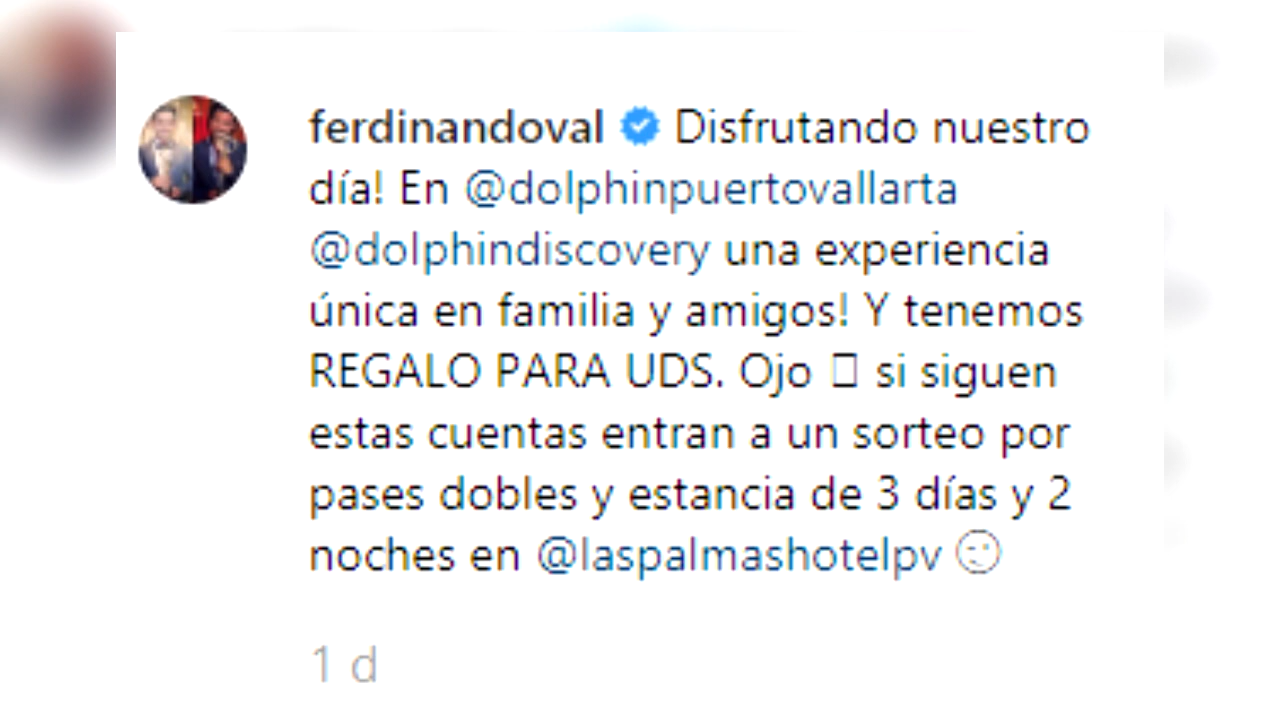 ferdinandoval Disfrutando nuestro
día! En @dolphinpuertovallarta
@dolphindiscovery una experiencia
única en familia y amigos! Y tenemos
REGALO PARA UDS. Ojo □ si siguen
estas cuentas entran a un sorteo por
pases dobles y estancia de 3 días y 2
noches en @laspalmashotelpv 😉
1 d